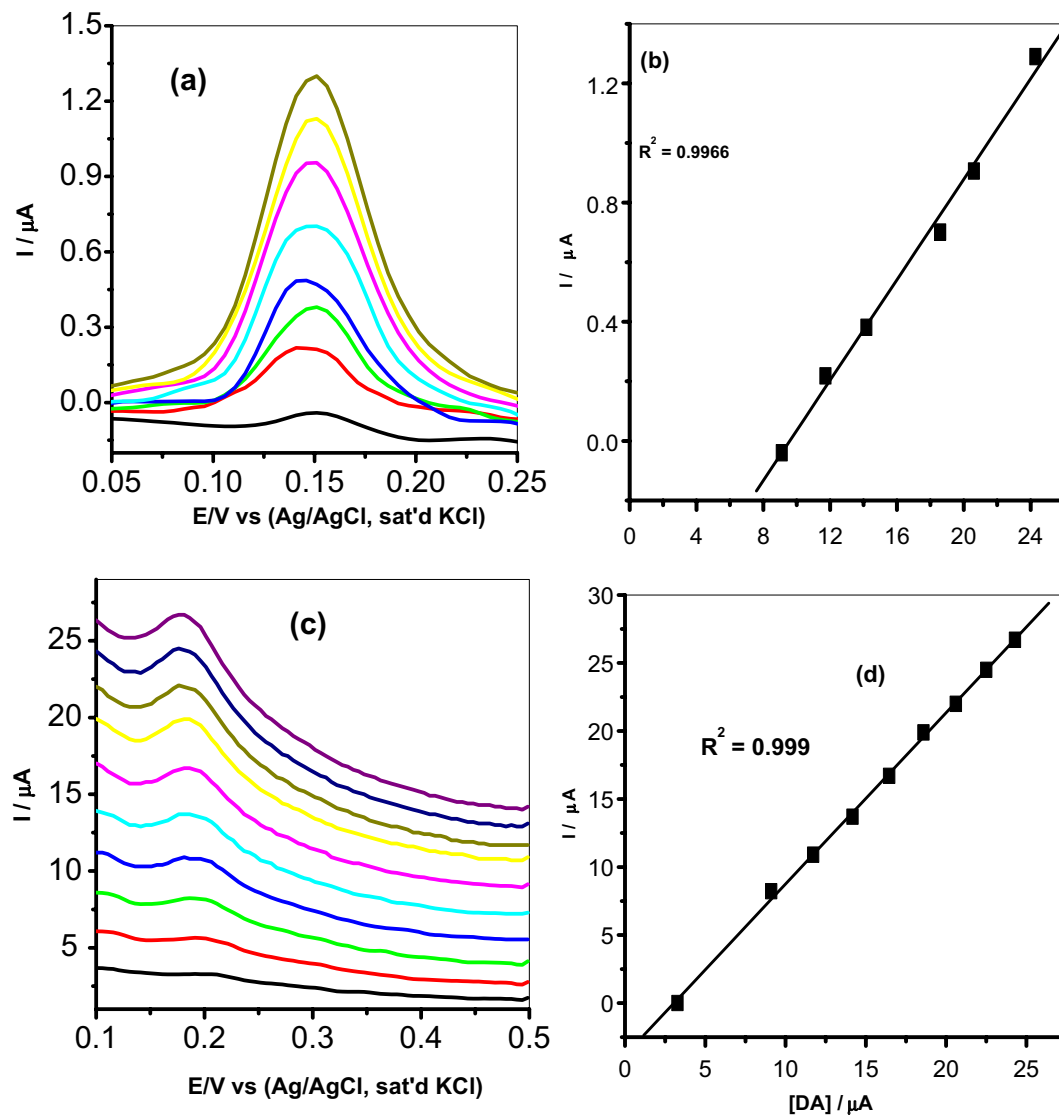 (a)
1.5
1.2
0.9
0.6
0.3
0.0
I / μA
0.05 0.10 0.15 0.20 0.25
E/V vs (Ag/AgCl, sat'd KCl)
(b)
R² = 0.9966
1.2
0.8
0.4
0.0
I / μA
0 4 8 12 16 20 24
(c)
25
20
15
10
5
I / μA
0.1 0.2 0.3 0.4 0.5
E/V vs (Ag/AgCl, sat'd KCl)
(d)
R² = 0.999
30
25
20
15
10
5
0
I / μA
0 5 10 15 20 25
[DA] / μA